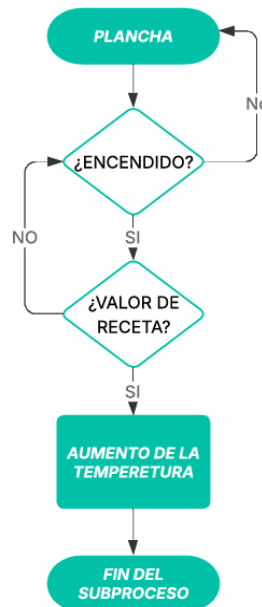 PLANCHA
No
¿ENCENDIDO?
NO
SI
¿VALOR DE
RECETA?
SI
AUMENTO DE LA
TEMPERETURA
FIN DEL
SUBPROCESO